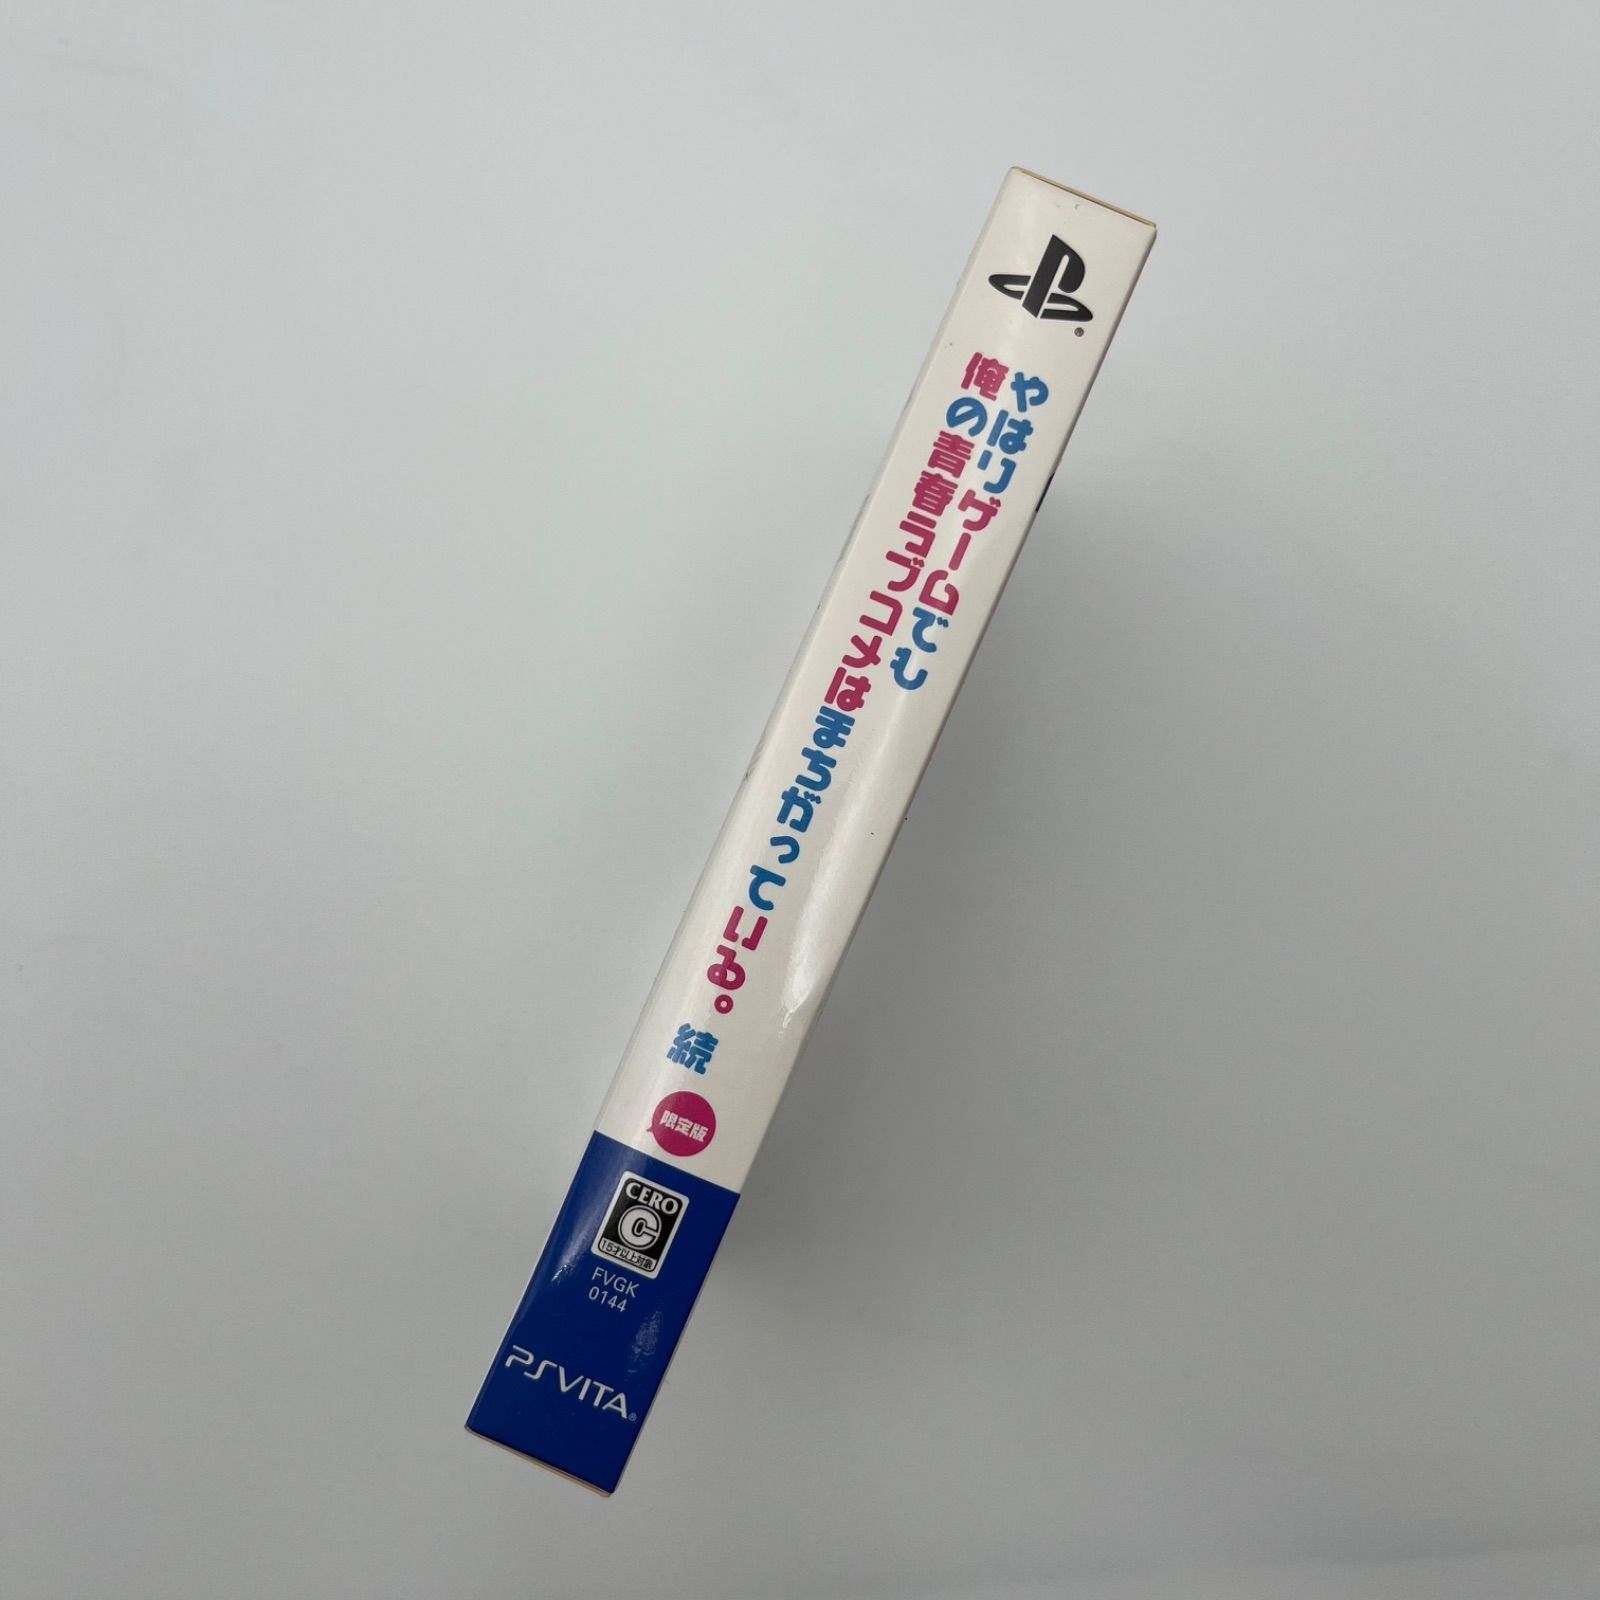 やはりゲームでも
俺の青春ラブコメはまちがっている。
続
限定版
CERO
C
15才以上対象
FVGK
0144
PSVITA®